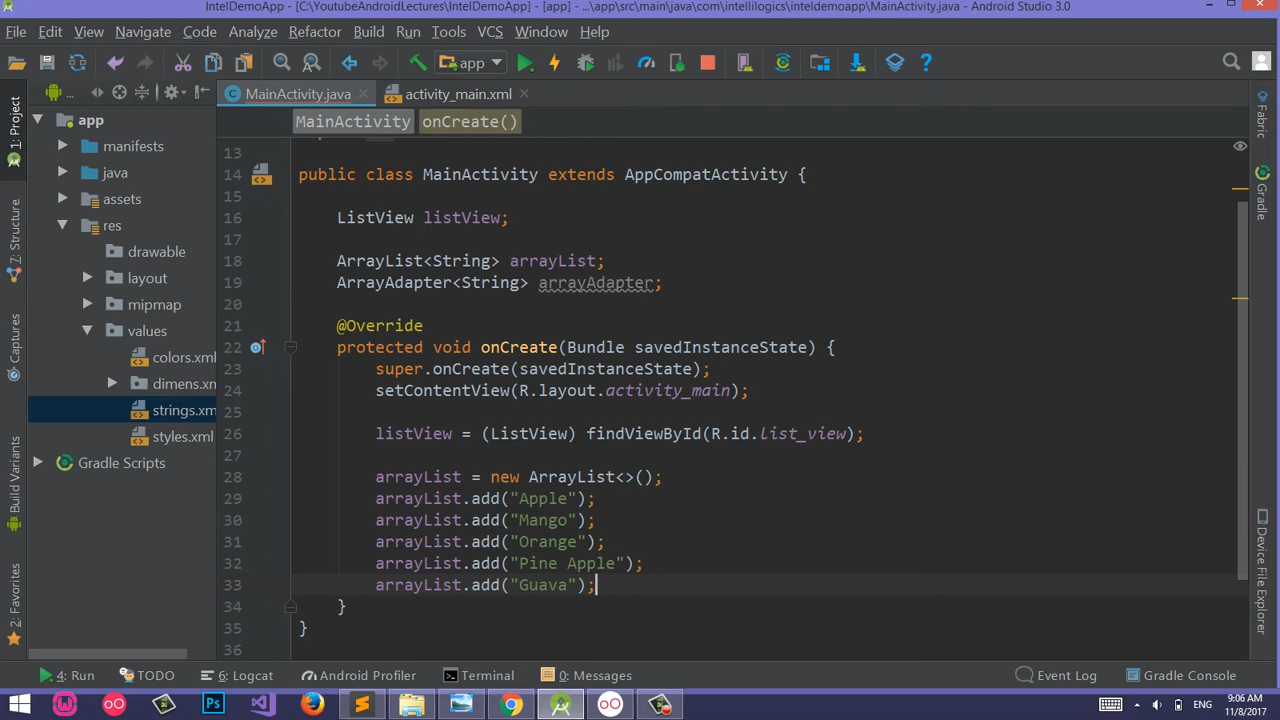 IntelDemoApp - [C:\YoutubeAndroidLectures\IntelDemoApp] - [app] - ...\app\src\main\java\com\intellilogics\inteldemoapp\MainActivity.java - Android Studio 3.0
File Edit View Navigate Code Analyze Refactor Build Run Tools VCS Window Help
app
MainActivity.java activity_main.xml
MainActivity onCreate()
1: Project
7: Structure
Captures
Build Variants
2: Favorites
app
manifests
java
assets
res
drawable
layout
mipmap
values
colors.xml
dimens.xm
strings.xm
styles.xml
Gradle Scripts
13
14 public class MainActivity extends AppCompatActivity {
15
16 ListView listView;
17
18 ArrayList<String> arrayList;
19 ArrayAdapter<String> arrayAdapter;
20
21 @Override
22 protected void onCreate(Bundle savedInstanceState) {
23 super.onCreate(savedInstanceState);
24 setContentView(R.layout.activity_main);
25
26 listView = (ListView) findViewById(R.id.list_view);
27
28 arrayList = new ArrayList<>();
29 arrayList.add("Apple");
30 arrayList.add("Mango");
31 arrayList.add("Orange");
32 arrayList.add("Pine Apple");
33 arrayList.add("Guava");
34 }
35 }
36
Fabric
Gradle
Device File Explorer
4: Run TODO 6: Logcat Android Profiler Terminal 0: Messages Event Log Gradle Console
Ps
ENG
9:06 AM
11/8/2017